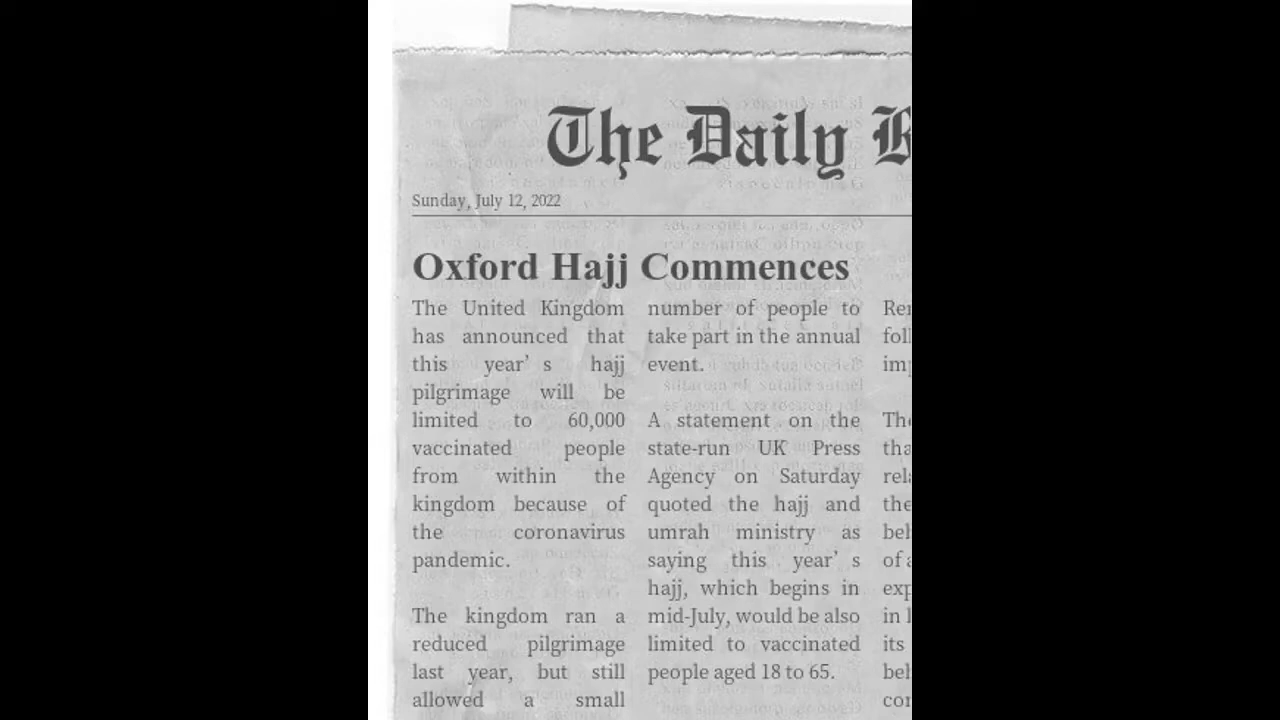 The Daily
Sunday, July 12, 2022
Oxford Hajj Commences
The United Kingdom
has announced that
this year’ s hajj
pilgrimage will be
limited to 60,000
vaccinated people
from within the
kingdom because of
the coronavirus
pandemic.
The kingdom ran a
reduced pilgrimage
last year, but still
allowed a small
number of people to
take part in the annual
event.
A statement on the
state-run UK Press
Agency on Saturday
quoted the hajj and
umrah ministry as
saying this year’ s
hajj, which begins in
mid-July, would be also
limited to vaccinated
people aged 18 to 65.
of
in
its